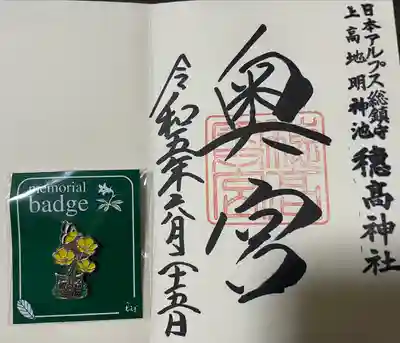 日本アルプス総鎮守
上高地明神池
穂高神社
奥宮
令和五年六月二十五日
memorial
badge